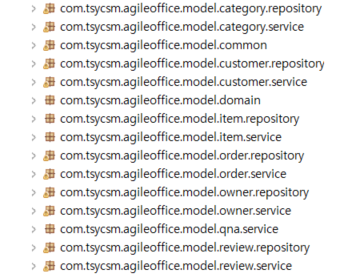 com.tsycsm.agileoffice.model.category.repository
com.tsycsm.agileoffice.model.category.service
com.tsycsm.agileoffice.model.common
com.tsycsm.agileoffice.model.customer.repository
com.tsycsm.agileoffice.model.customer.service
com.tsycsm.agileoffice.model.domain
com.tsycsm.agileoffice.model.item.repository
com.tsycsm.agileoffice.model.item.service
com.tsycsm.agileoffice.model.order.repository
com.tsycsm.agileoffice.model.order.service
com.tsycsm.agileoffice.model.owner.repository
com.tsycsm.agileoffice.model.owner.service
com.tsycsm.agileoffice.model.qna.service
com.tsycsm.agileoffice.model.review.repository
com.tsycsm.agileoffice.model.review.service